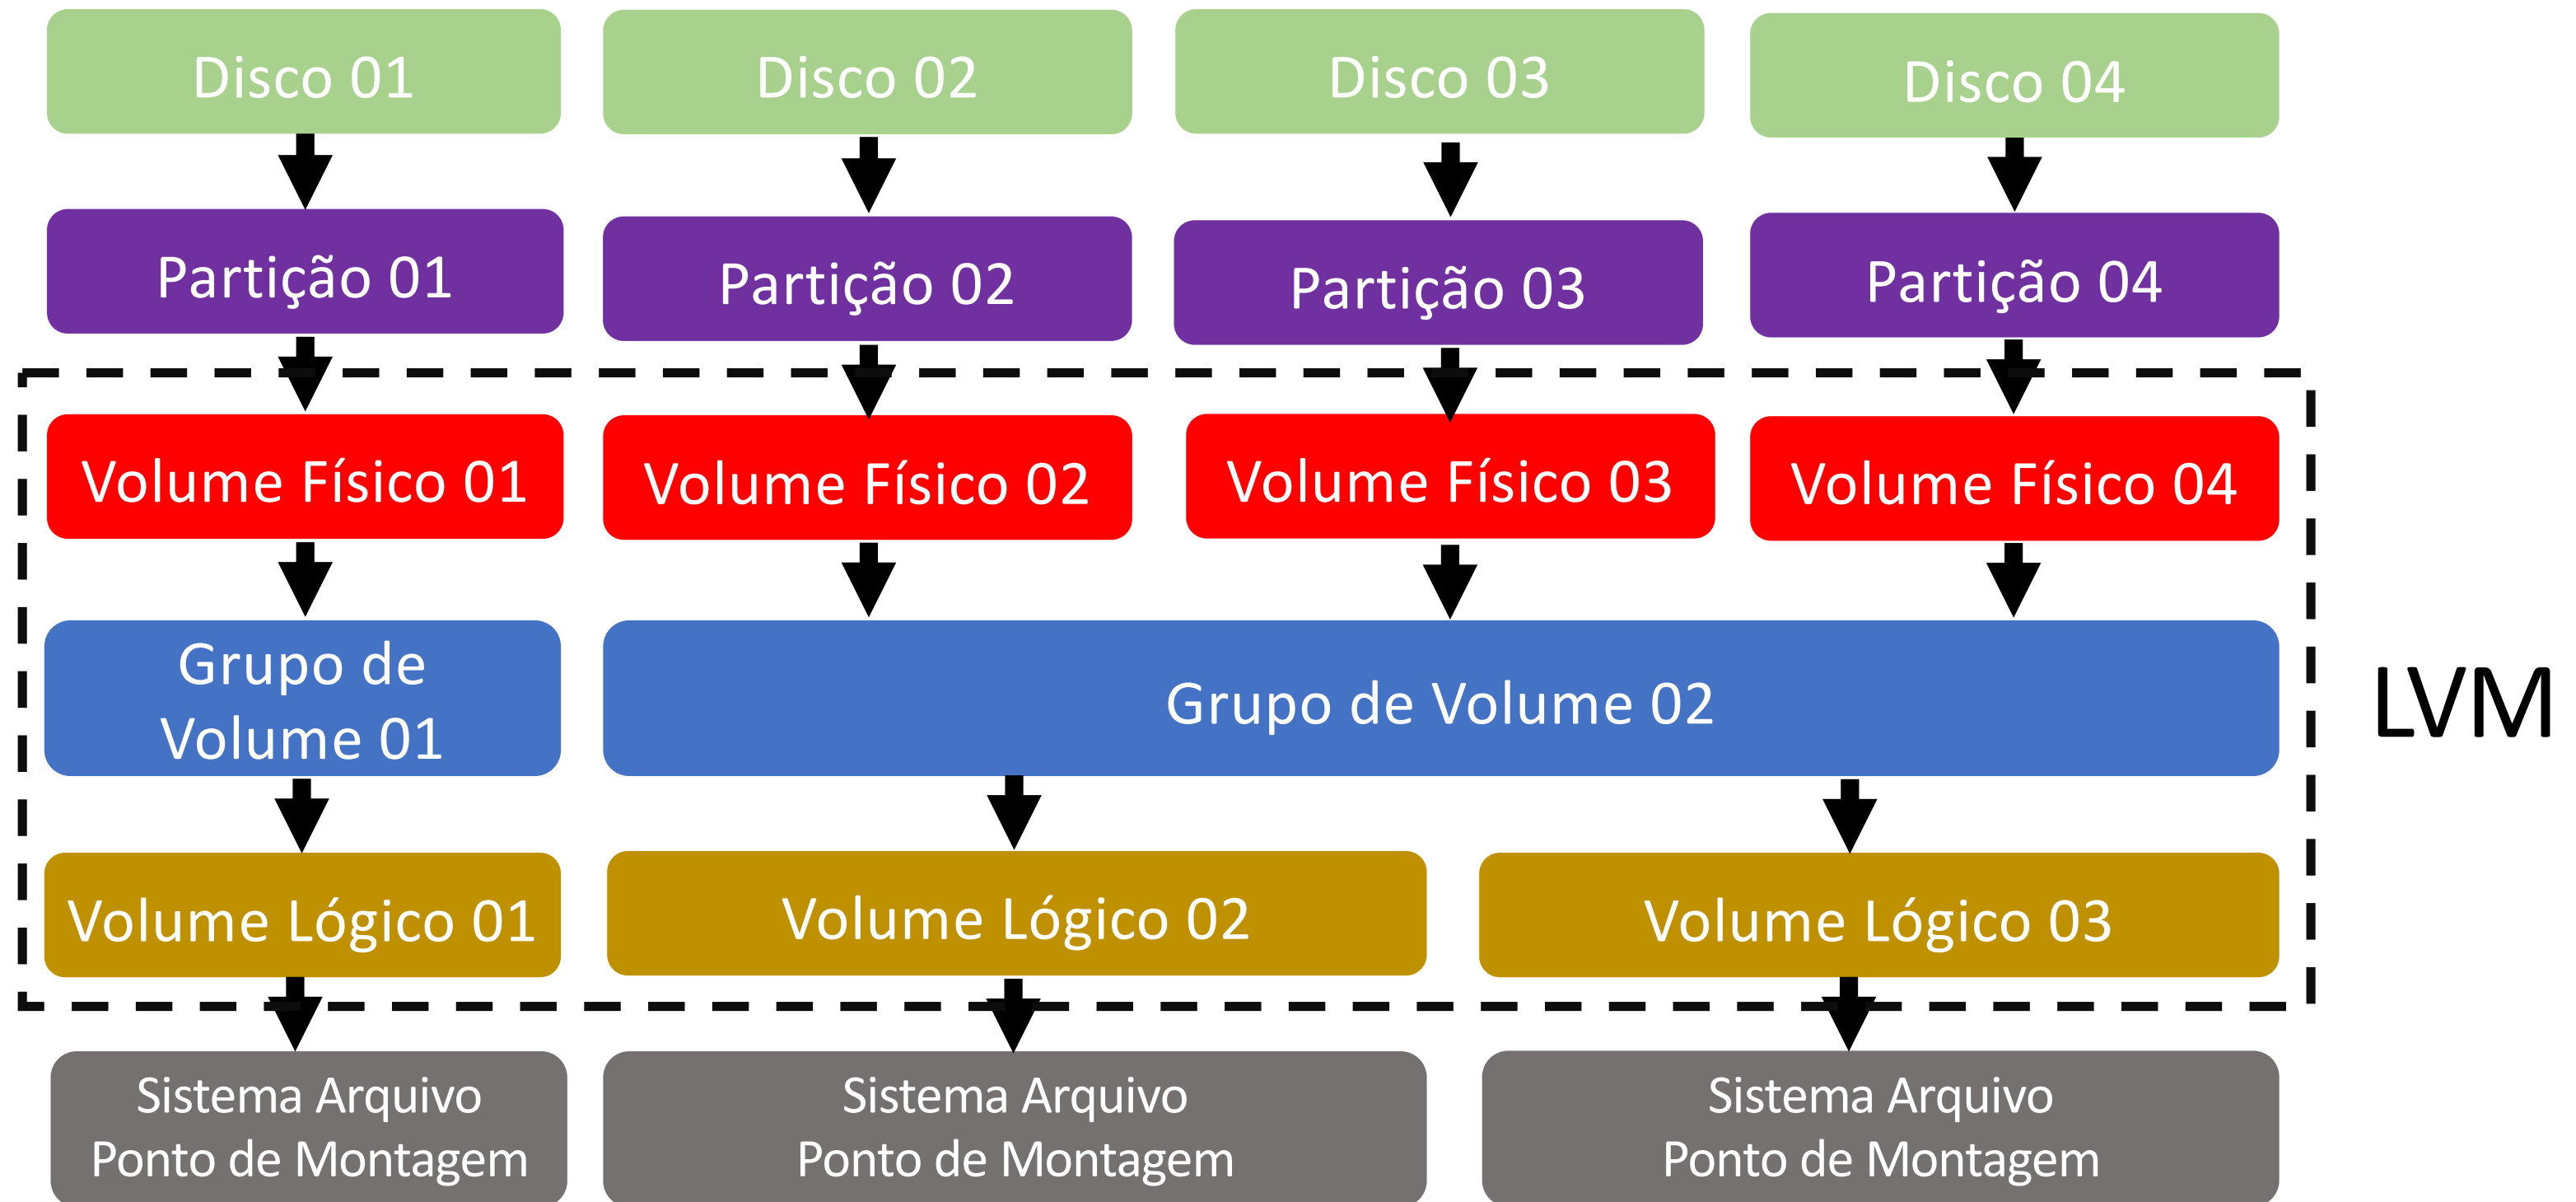 Disco 01
Disco 02
Disco 03
Disco 04
Partição 01
Partição 02
Partição 03
Partição 04
Volume Físico 01
Volume Físico 02
Volume Físico 03
Volume Físico 04
Grupo de
Volume 01
Grupo de Volume 02
LVM
Volume Lógico 01
Volume Lógico 02
Volume Lógico 03
Sistema Arquivo
Ponto de Montagem
Sistema Arquivo
Ponto de Montagem
Sistema Arquivo
Ponto de Montagem